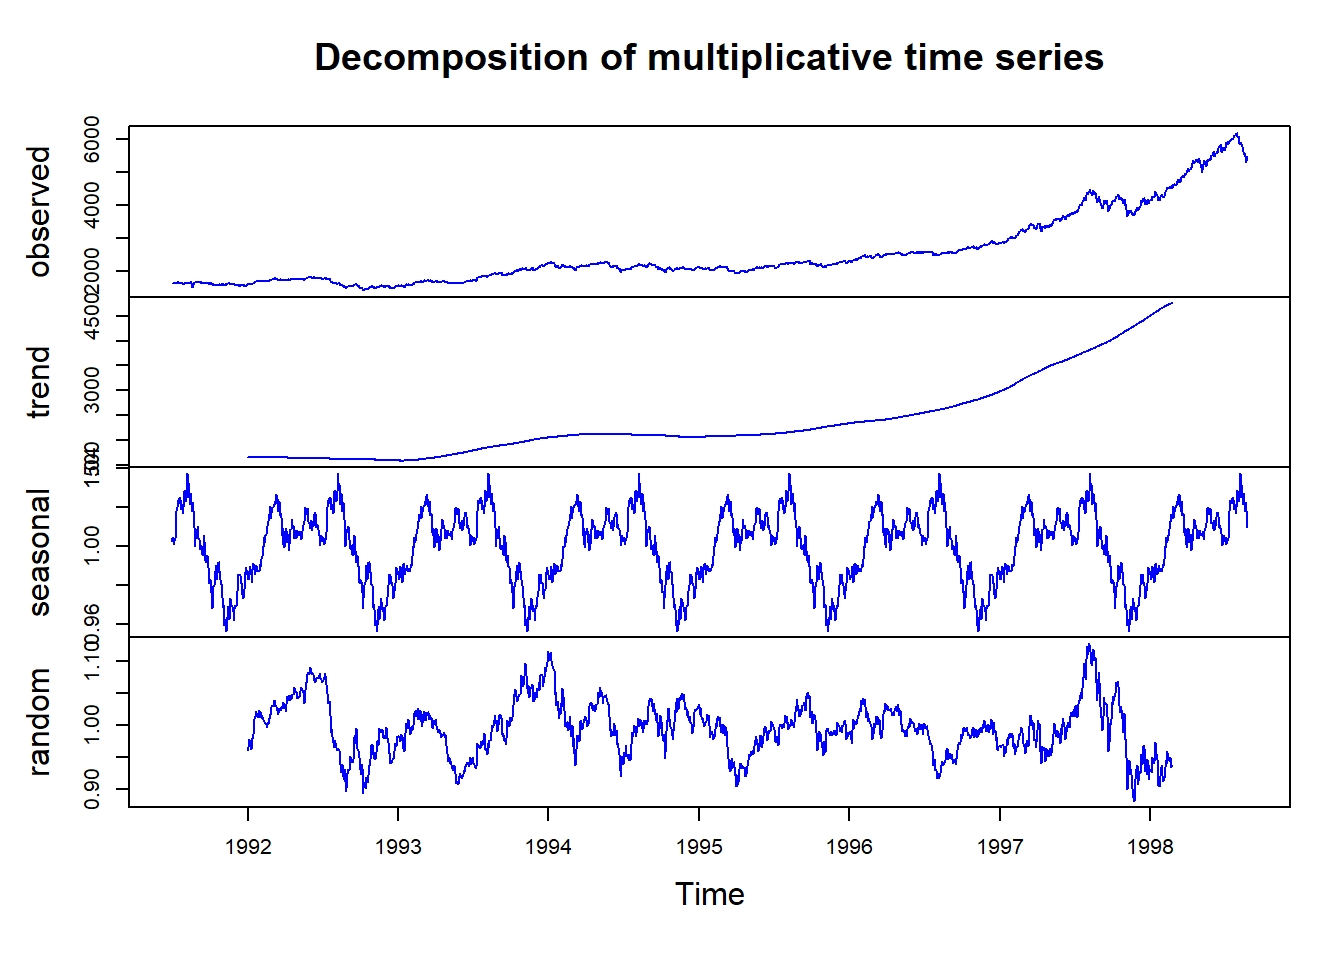 Decomposition of multiplicative time series
observed
6000
4000
2000
trend
4500
3000
seasonal
1.00
0.96
random
1.10
1.00
0.90
1992 1993 1994 1995 1996 1997 1998
Time